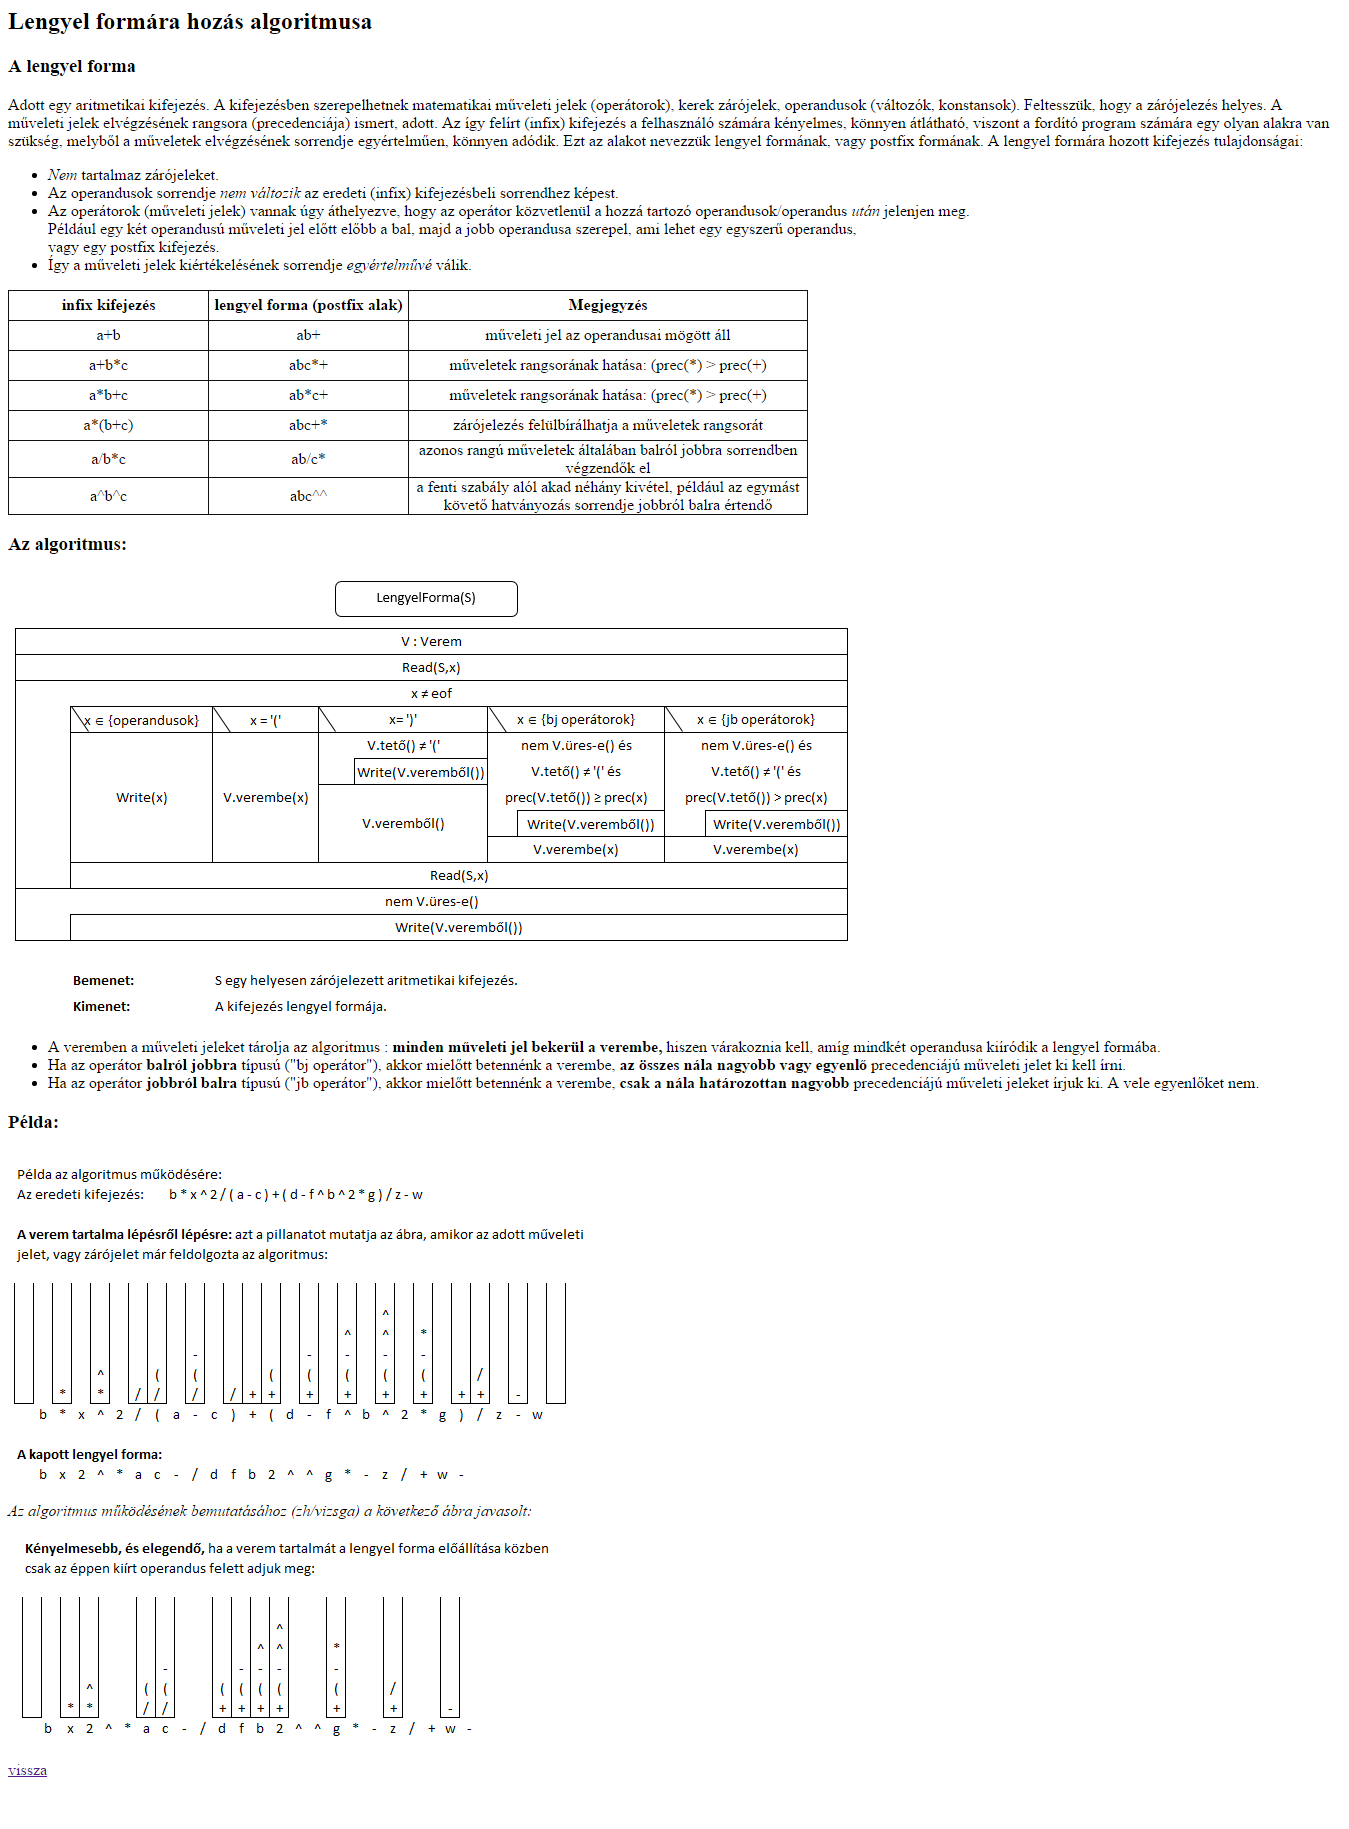 Lengyel formára hozás algoritmusa
A lengyel forma
Adott egy aritmetikai kifejezés. A kifejezésben szerepelhetnek matematikai műveleti jelek (operátorok), kerek zárójelek, operandusok (változók, konstansok). Feltesszük, hogy a zárójelezés helyes. A
műveleti jelek elvégzésének rangsora (precedenciája) ismert, adott. Az így felírt (infix) kifejezés a felhasználó számára kényelmes, könnyen átlátható, viszont a fordító program számára egy olyan alakra van
szükség, melyből a műveletek elvégzésének sorrendje egyértelműen, könnyen adódik. Ezt az alakot nevezzük lengyel formának, vagy postfix formának. A lengyel formára hozott kifejezés tulajdonságai:
• Nem tartalmaz zárójeleket.
• Az operandusok sorrendje nem változik az eredeti (infix) kifejezésbeli sorrendhez képest.
• Az operátorok (műveleti jelek) vannak úgy áthelyezve, hogy az operátor közvetlenül a hozzá tartozó operandusok/operandus után jelenjen meg.
Például egy két operandusú műveleti jel előtt előbb a bal, majd a jobb operandusa szerepel, ami lehet egy egyszerű operandus,
vagy egy postfix kifejezés.
• Így a műveleti jelek kiértékelésének sorrendje egyértelművé válik.
infix kifejezés lengyel forma (postfix alak) Megjegyzés
a+b ab+ műveleti jel az operandusai mögött áll
a+b*c abc*+ műveletek rangsorának hatása: (prec(*) > prec(+)
a*b+c ab*c+ műveletek rangsorának hatása: (prec(*) > prec(+)
a*(b+c) abc+* zárójelezés felülbírálhatja a műveletek rangsorát
a/b*c ab/c* azonos rangú műveletek általában balról jobbra sorrendben
végzendők el
a^b^c abc^^ a fenti szabály alól akad néhány kivétel, például az egymást
követő hatványozás sorrendje jobbról balra értendő
Az algoritmus:
LengyelForma(S)
V : Verem
Read(S,x)
x ≠ eof
x ∈ {operandusok} x = '(' x= ')' x ∈ {bj operátorok} x ∈ {jb operátorok}
V.tető() ≠ '(' nem V.üres-e() és nem V.üres-e() és
Write(V.veremből()) V.tető() ≠ '(' és V.tető() ≠ '(' és
Write(x) V.verembe(x) prec(V.tető()) ≥ prec(x) prec(V.tető()) > prec(x)
V.veremből() Write(V.veremből()) Write(V.veremből())
V.verembe(x) V.verembe(x)
Read(S,x)
nem V.üres-e()
Write(V.veremből())
Bemenet: S egy helyesen zárójelezett aritmetikai kifejezés.
Kimenet: A kifejezés lengyel formája.
• A veremben a műveleti jeleket tárolja az algoritmus : minden műveleti jel bekerül a verembe, hiszen várakoznia kell, amíg mindkét operandusa kiíródik a lengyel formába.
• Ha az operátor balról jobbra típusú ("bj operátor"), akkor mielőtt betennénk a verembe, az összes nála nagyobb vagy egyenlő precedenciájú műveleti jelet ki kell írni.
• Ha az operátor jobbról balra típusú ("jb operátor"), akkor mielőtt betennénk a verembe, csak a nála határozottan nagyobb precedenciájú műveleti jeleket írjuk ki. A vele egyenlőket nem.
Példa:
Példa az algoritmus működésére:
Az eredeti kifejezés: b * x ^ 2 / ( a - c ) + ( d - f ^ b ^ 2 * g ) / z - w
A verem tartalma lépésről lépésre: azt a pillanatot mutatja az ábra, amikor az adott műveleti
jelet, vagy zárójelet már feldolgozta az algoritmus:
^
^ ^ *
- - - - -
^ ( ( ( ( ( ( ( /
* * / / / / + + + + + + + + -
b * x ^ 2 / ( a - c ) + ( d - f ^ b ^ 2 * g ) / z - w
A kapott lengyel forma:
b x 2 ^ * a c - / d f b 2 ^ ^ g * - z / + w -
Az algoritmus működésének bemutatásához (zh/vizsga) a következő ábra javasolt:
Kényelmesebb, és elegendő, ha a verem tartalmát a lengyel forma előállítása közben
csak az éppen kiírt operandus felett adjuk meg:
^
^ ^ *
- - - - -
^ ( ( ( ( ( ( ( /
* * / / + + + + + + -
b x 2 ^ * a c - / d f b 2 ^ ^ g * - z / + w -
vissza